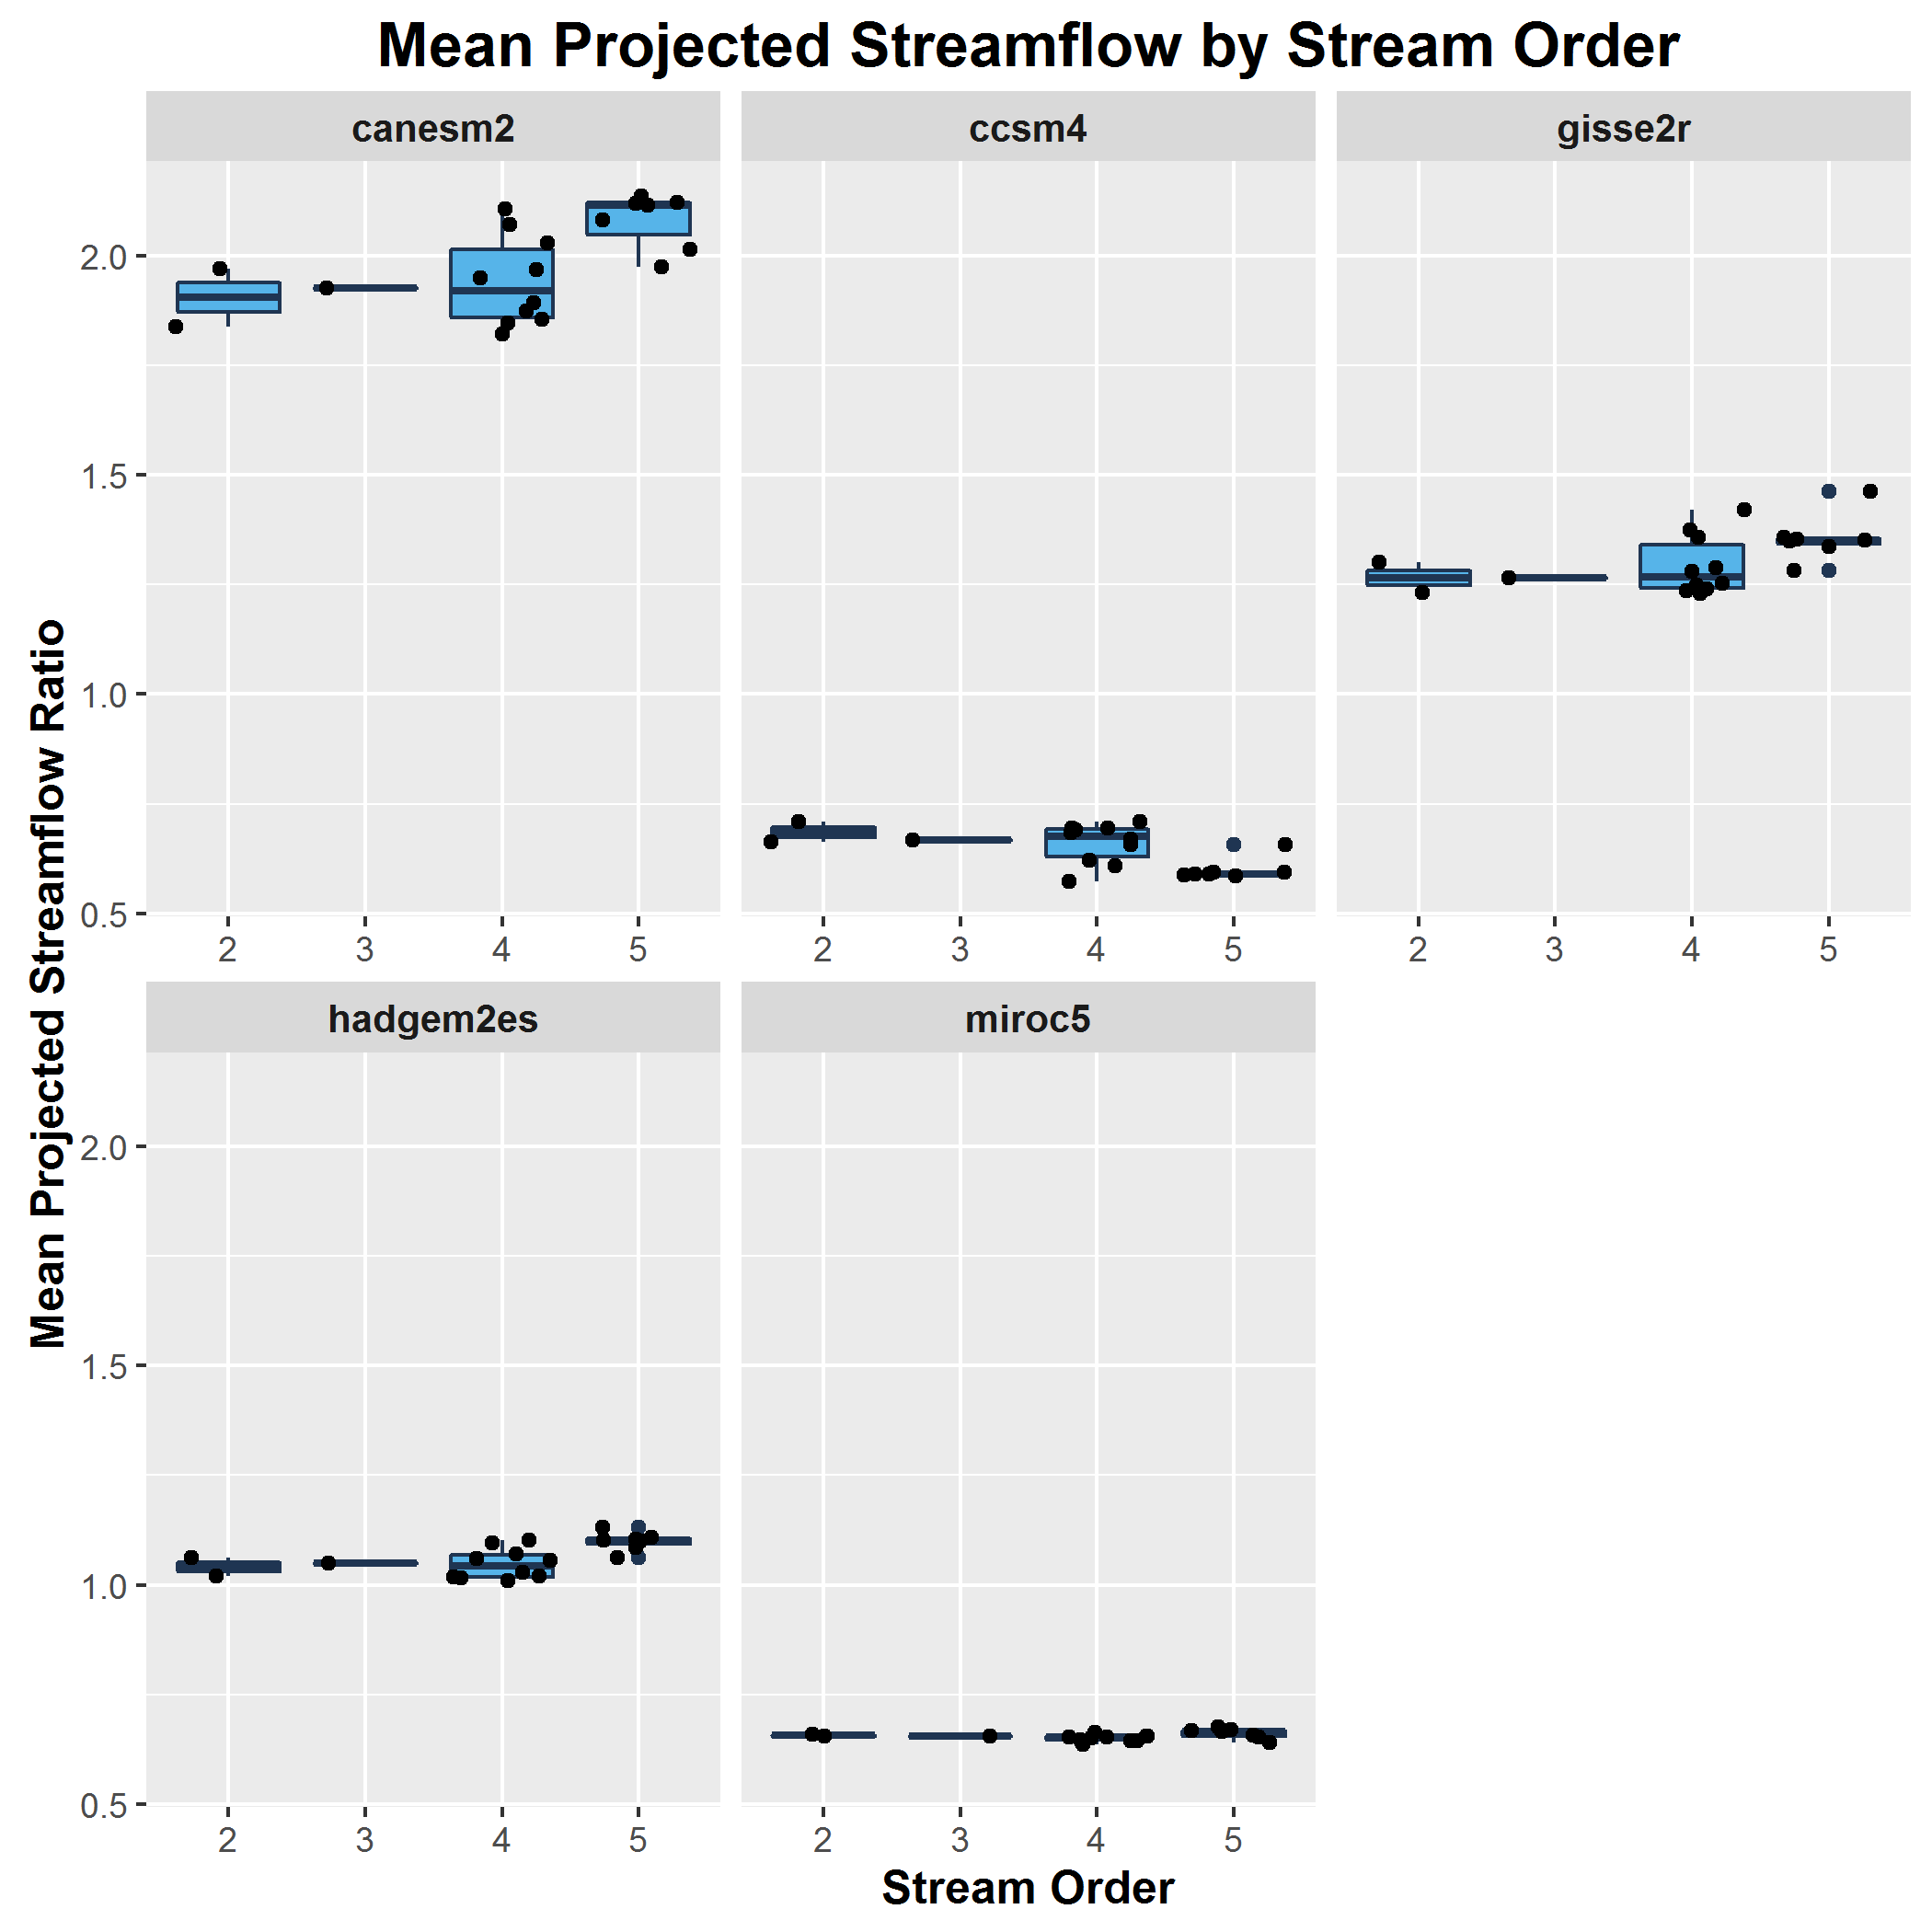 Mean Projected Streamflow by Stream Order
canesm2
ccsm4
gisse2r
2.0
1.5
1.0
0.5
2 3 4 5
2 3 4 5
2 3 4 5
Mean Projected Streamflow Ratio
hadgem2es
miroc5
2.0
1.5
1.0
0.5
2 3 4 5
2 3 4 5
Stream Order